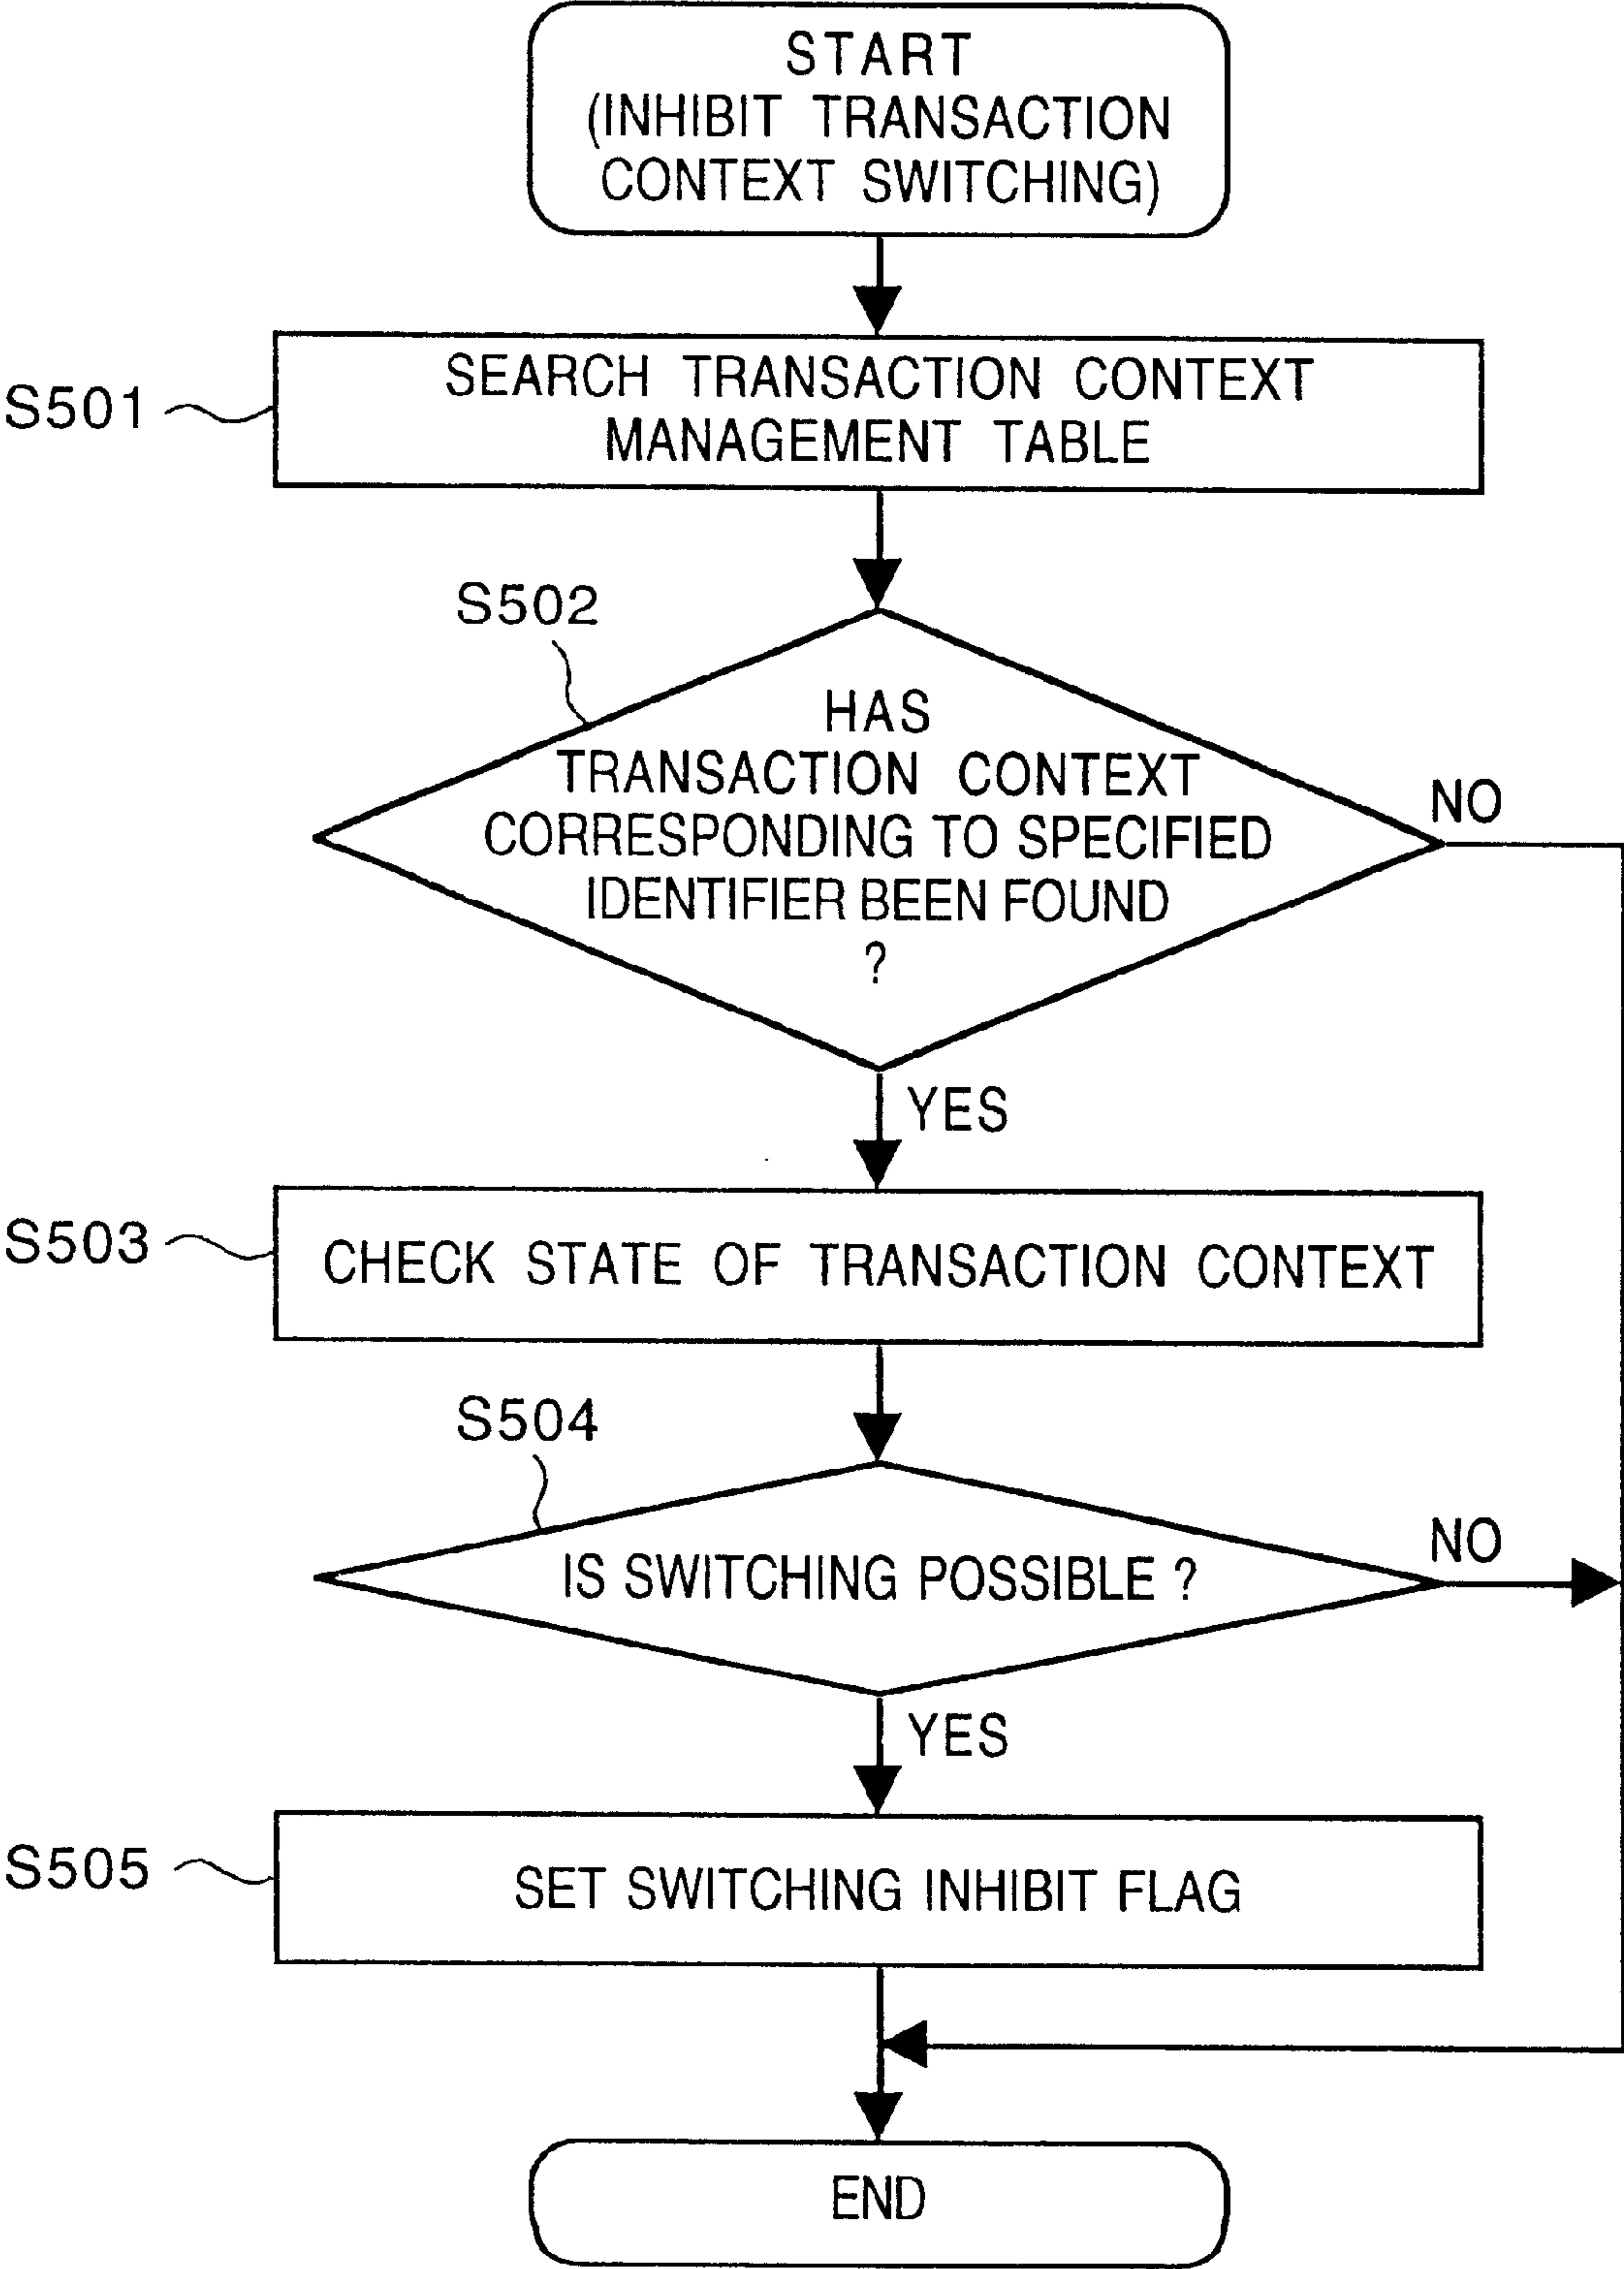 START
(INHIBIT TRANSACTION
CONTEXT SWITCHING)
S501
SEARCH TRANSACTION CONTEXT
MANAGEMENT TABLE
S502
HAS
TRANSACTION CONTEXT
CORRESPONDING TO SPECIFIED
IDENTIFIER BEEN FOUND
?
NO
YES
S503
CHECK STATE OF TRANSACTION CONTEXT
S504
IS SWITCHING POSSIBLE ?
NO
YES
S505
SET SWITCHING INHIBIT FLAG
END